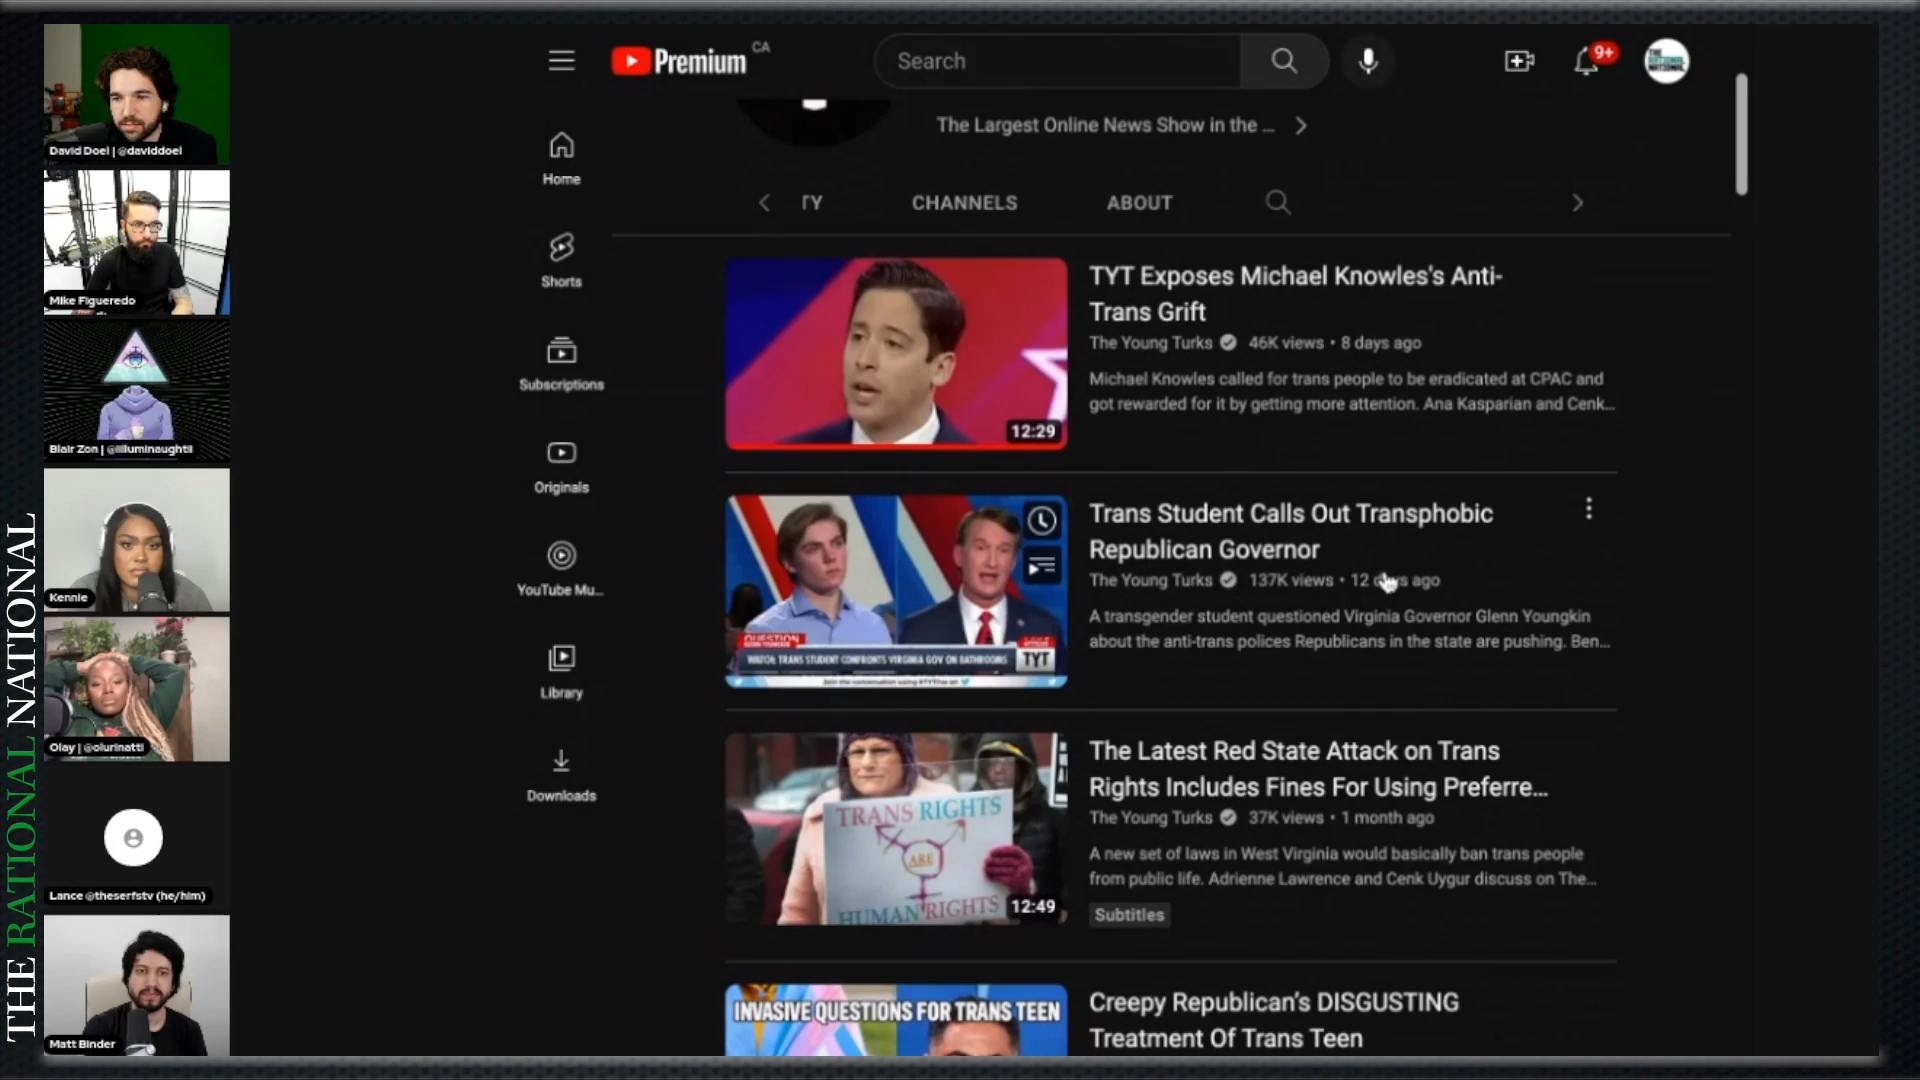 David Doel | @daviddoel
Mike Figueredo
Blair Zon | @illuminaughtii
Kennie
Olay | @olurinatti
Lance @theserfstv (he/him)
Matt Binder
THE RATIONAL NATIONAL
Premium CA
Search
9+
Home
Shorts
Subscriptions
Originals
YouTube Mu...
Library
Downloads
The Largest Online News Show in the ...
TY CHANNELS ABOUT
12:29
TYT Exposes Michael Knowles's Anti-
Trans Grift
The Young Turks 46K views • 8 days ago
Michael Knowles called for trans people to be eradicated at CPAC and
got rewarded for it by getting more attention. Ana Kasparian and Cenk...
QUESTION
WATCH: TRANS STUDENT CONFRONTS VIRGINIA GOV ON BATHROOMS
TYT
Trans Student Calls Out Transphobic
Republican Governor
The Young Turks 137K views • 12 days ago
A transgender student questioned Virginia Governor Glenn Youngkin
about the anti-trans polices Republicans in the state are pushing. Ben...
TRANS RIGHTS
ARE
HUMAN RIGHTS
12:49
The Latest Red State Attack on Trans
Rights Includes Fines For Using Preferre...
The Young Turks 37K views • 1 month ago
A new set of laws in West Virginia would basically ban trans people
from public life. Adrienne Lawrence and Cenk Uygur discuss on The...
Subtitles
INVASIVE QUESTIONS FOR TRANS TEEN
Creepy Republican's DISGUSTING
Treatment Of Trans Teen